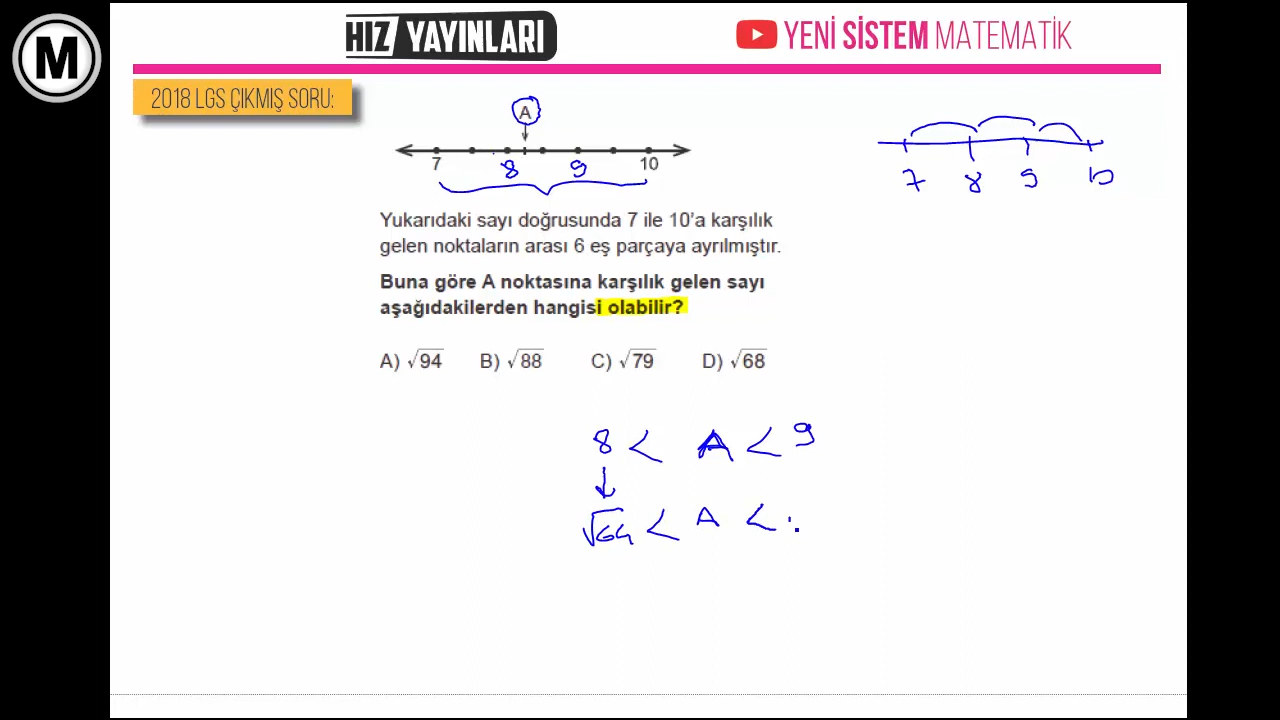 M
HIZ YAYINLARI
YENİ SİSTEM MATEMATİK
2018 LGS ÇIKMIŞ SORU:
A
7 8 9 10
7 8 9 10
Yukarıdaki sayı doğrusunda 7 ile 10'a karşılık
gelen noktaların arası 6 eş parçaya ayrılmıştır.
Buna göre A noktasına karşılık gelen sayı
aşağıdakilerden hangisi olabilir?
A) √94 B) √88 C) √79 D) √68
8 < A < 9
√64 < A <